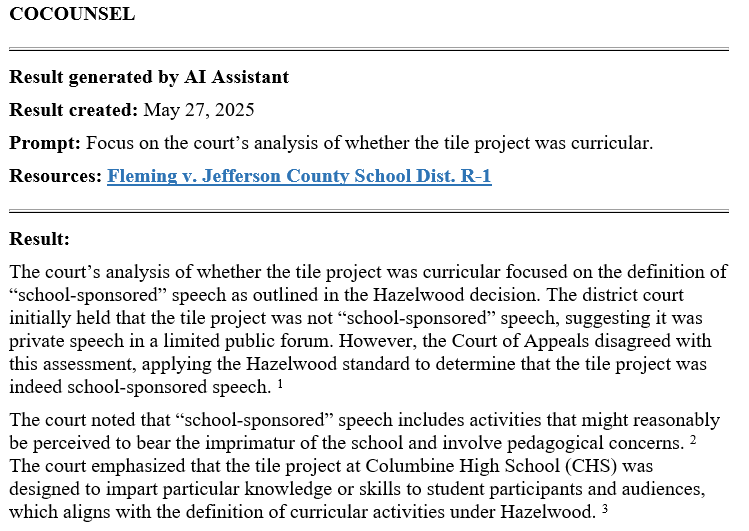 COCOUNSEL
Result generated by AI Assistant
Result created: May 27, 2025
Prompt: Focus on the court’s analysis of whether the tile project was curricular.
Resources: Fleming v. Jefferson County School Dist. R-1
Result:
The court’s analysis of whether the tile project was curricular focused on the definition of
“school-sponsored” speech as outlined in the Hazelwood decision. The district court
initially held that the tile project was not “school-sponsored” speech, suggesting it was
private speech in a limited public forum. However, the Court of Appeals disagreed with
this assessment, applying the Hazelwood standard to determine that the tile project was
indeed school-sponsored speech. 1
The court noted that “school-sponsored” speech includes activities that might reasonably
be perceived to bear the imprimatur of the school and involve pedagogical concerns. 2
The court emphasized that the tile project at Columbine High School (CHS) was
designed to impart particular knowledge or skills to student participants and audiences,
which aligns with the definition of curricular activities under Hazelwood. 3